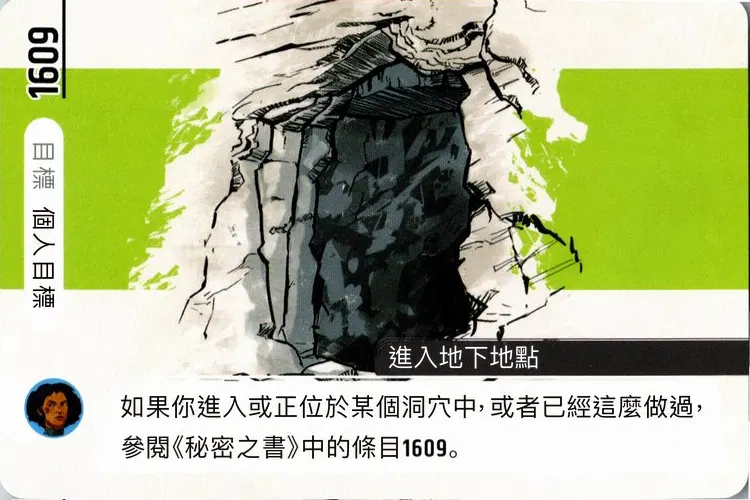 1609
目標 個人目標
進入地下地點
如果你進入或正位於某個洞穴中,或者已經這麼做過,
參閱《秘密之書》中的條目1609。